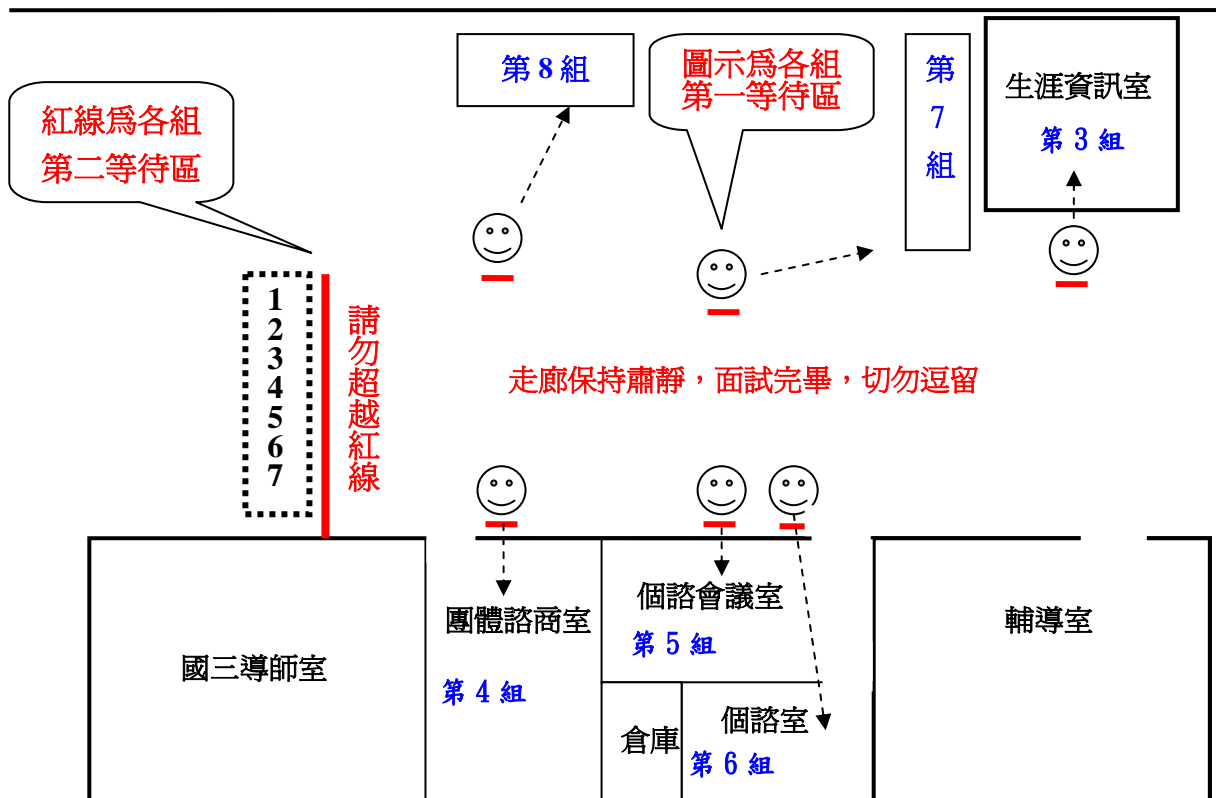 第 8 組
圖示爲各組
第一等待區
第
7
組
生涯資訊室
第 3 組
紅線爲各組
第二等待區
1
2
3
4
5
6
7
請勿超越紅線
走廊保持肅靜，面試完畢，切勿逗留
國三導師室
團體諮商室
第 4 組
個諮會議室
第 5 組
倉庫
個諮室
第 6 組
輔導室